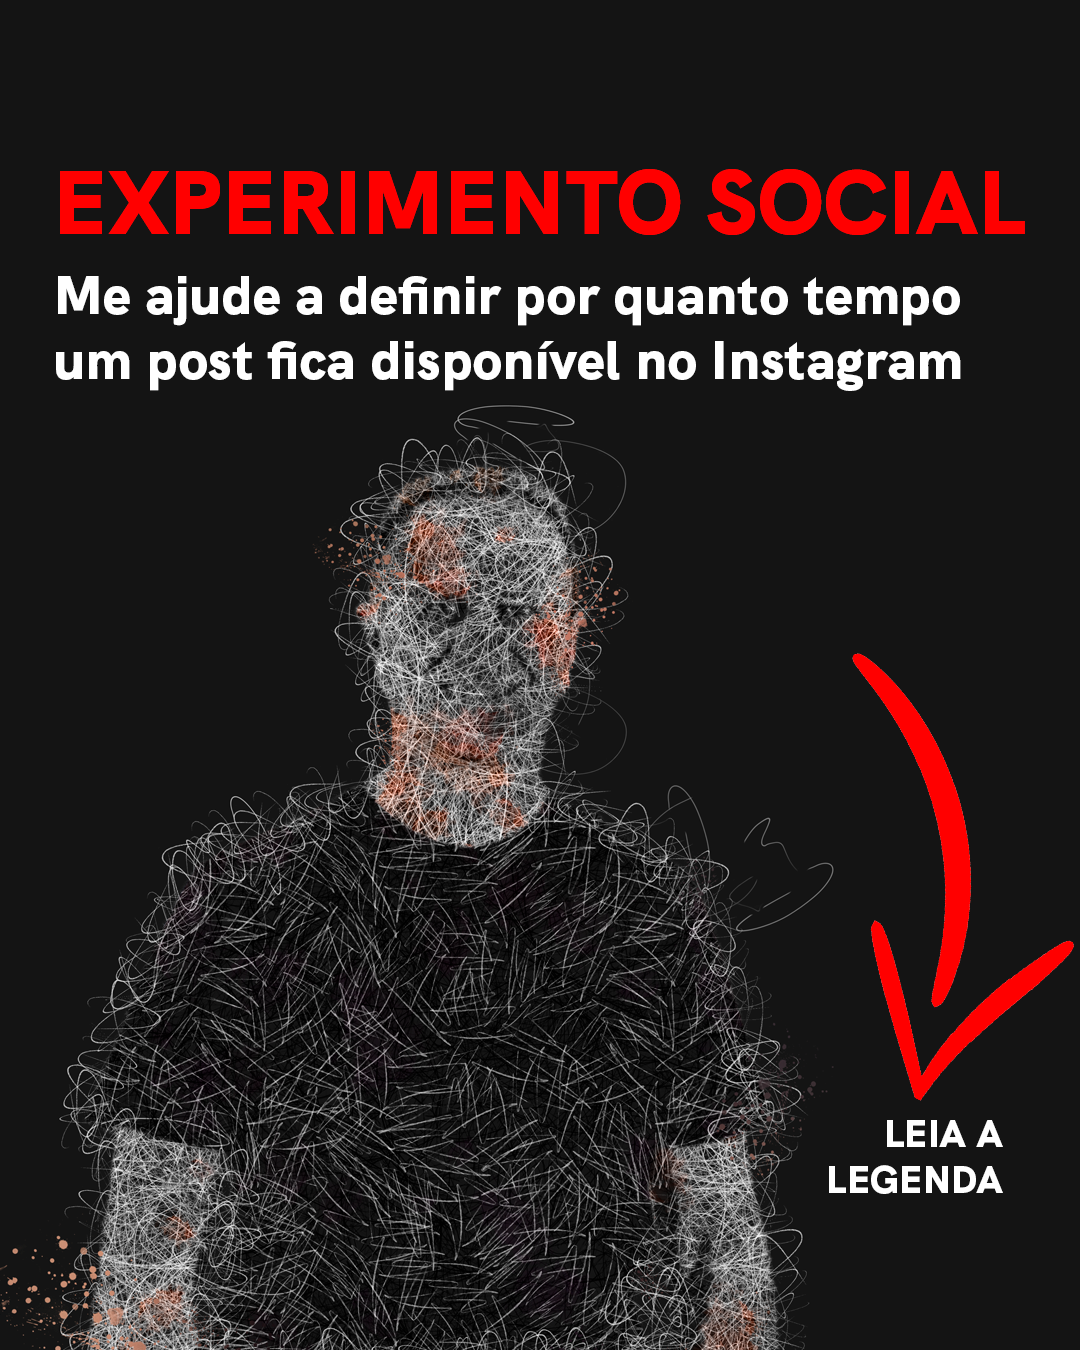 EXPERIMENTO SOCIAL
Me ajude a definir por quanto tempo
um post fica disponível no Instagram
LEIA A
LEGENDA